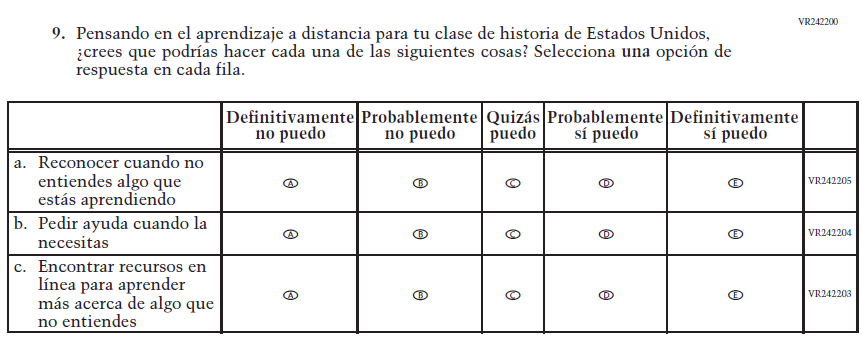 VR242200
9. Pensando en el aprendizaje a distancia para tu clase de historia de Estados Unidos,
¿crees que podrías hacer cada una de las siguientes cosas? Selecciona una opción de
respuesta en cada fila.
Definitivamente no puedo
Probablemente no puedo
Quizás puedo
Probablemente sí puedo
Definitivamente sí puedo
a. Reconocer cuando no
entiendes algo que
estás aprendiendo
A B C D E VR242205
b. Pedir ayuda cuando la
necesitas
A B C D E VR242204
c. Encontrar recursos en
línea para aprender
más acerca de algo que
no entiendes
A B C D E VR242203